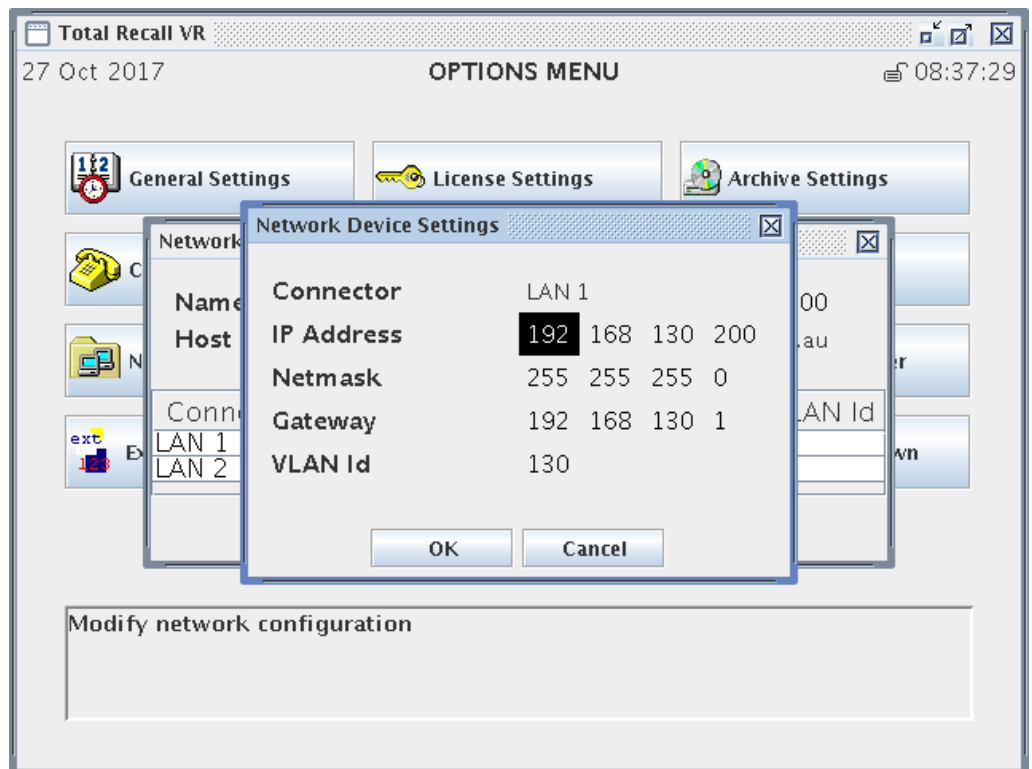 Total Recall VR
27 Oct 2017 OPTIONS MENU 08:37:29
General Settings License Settings Archive Settings
Network Device Settings
Network
Connector LAN 1
Name 00
IP Address 192 168 130 200
Host .au
Netmask 255 255 255 0
Gateway 192 168 130 1
Conn LAN Id
LAN 1
VLAN Id 130
LAN 2
ext
123
wn
OK Cancel
Modify network configuration